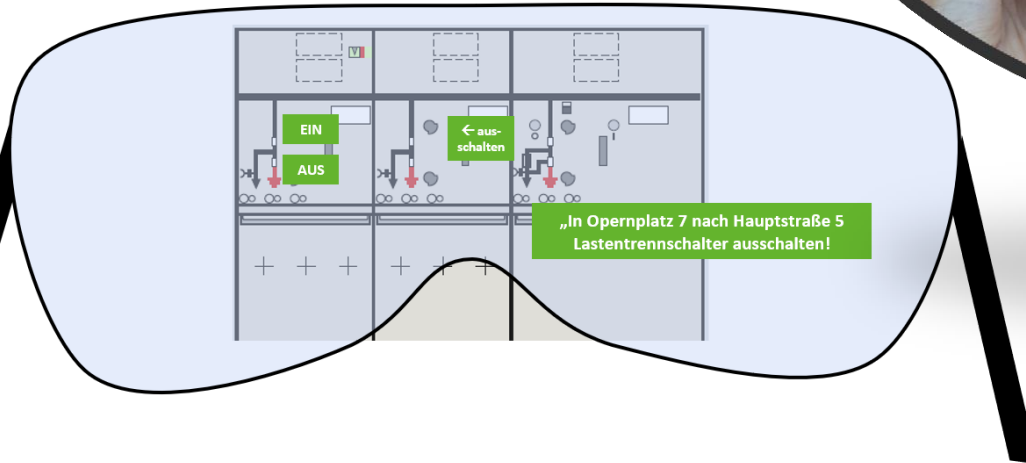 EIN
AUS
← aus-
schalten
„In Opernplatz 7 nach Hauptstraße 5
Lastentrennschalter ausschalten!